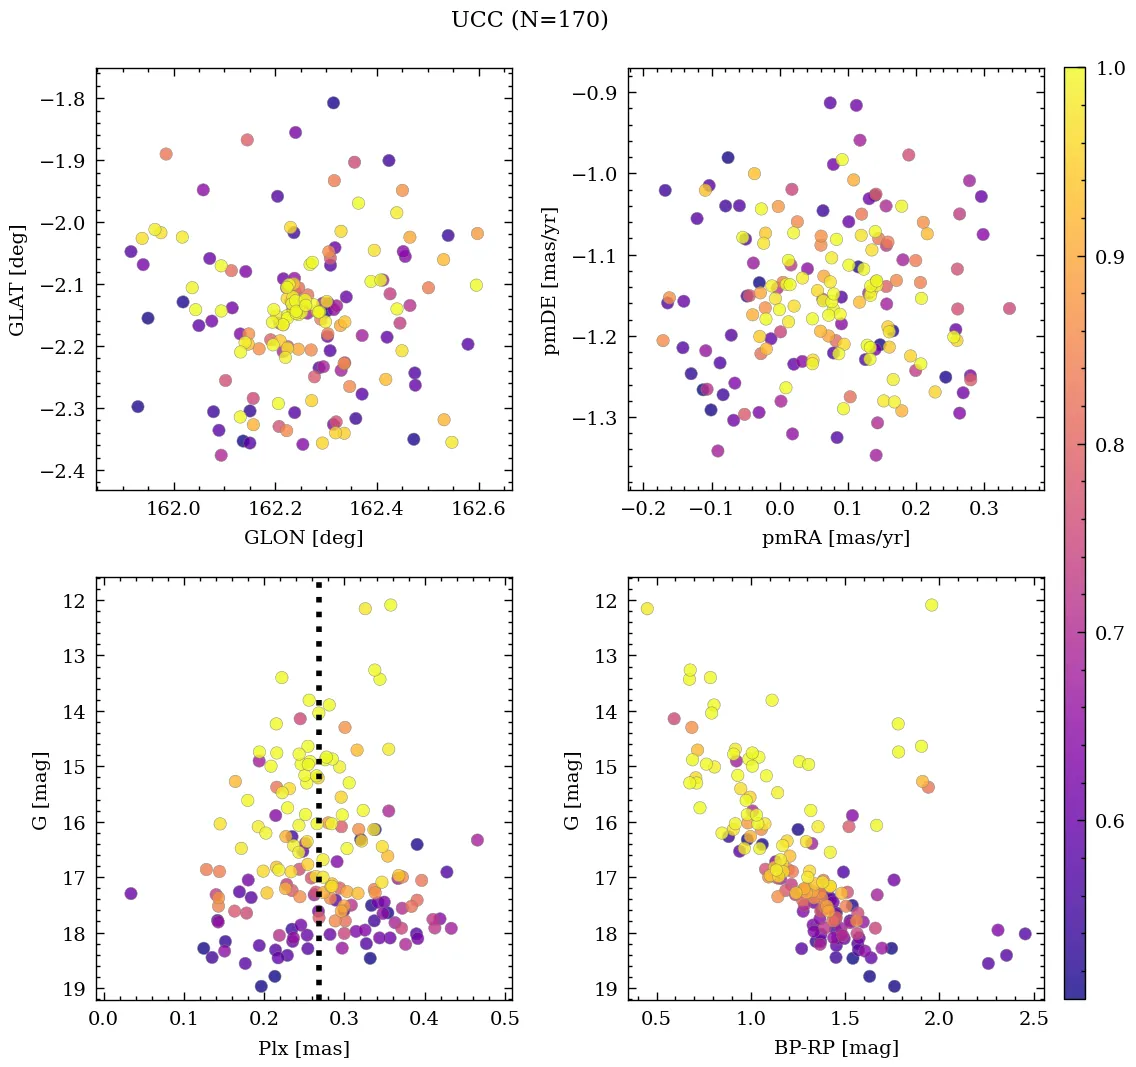 UCC (N=170)
−1.8
−1.9
−2.0
−2.1
−2.2
−2.3
−2.4
GLAT [deg]
162.0 162.2 162.4 162.6
GLON [deg]
−0.9
−1.0
−1.1
−1.2
−1.3
pmDE [mas/yr]
−0.2 −0.1 0.0 0.1 0.2 0.3
pmRA [mas/yr]
12
13
14
15
16
17
18
19
G [mag]
0.0 0.1 0.2 0.3 0.4 0.5
Plx [mas]
12
13
14
15
16
17
18
19
G [mag]
0.5 1.0 1.5 2.0 2.5
BP-RP [mag]
1.0
0.9
0.8
0.7
0.6